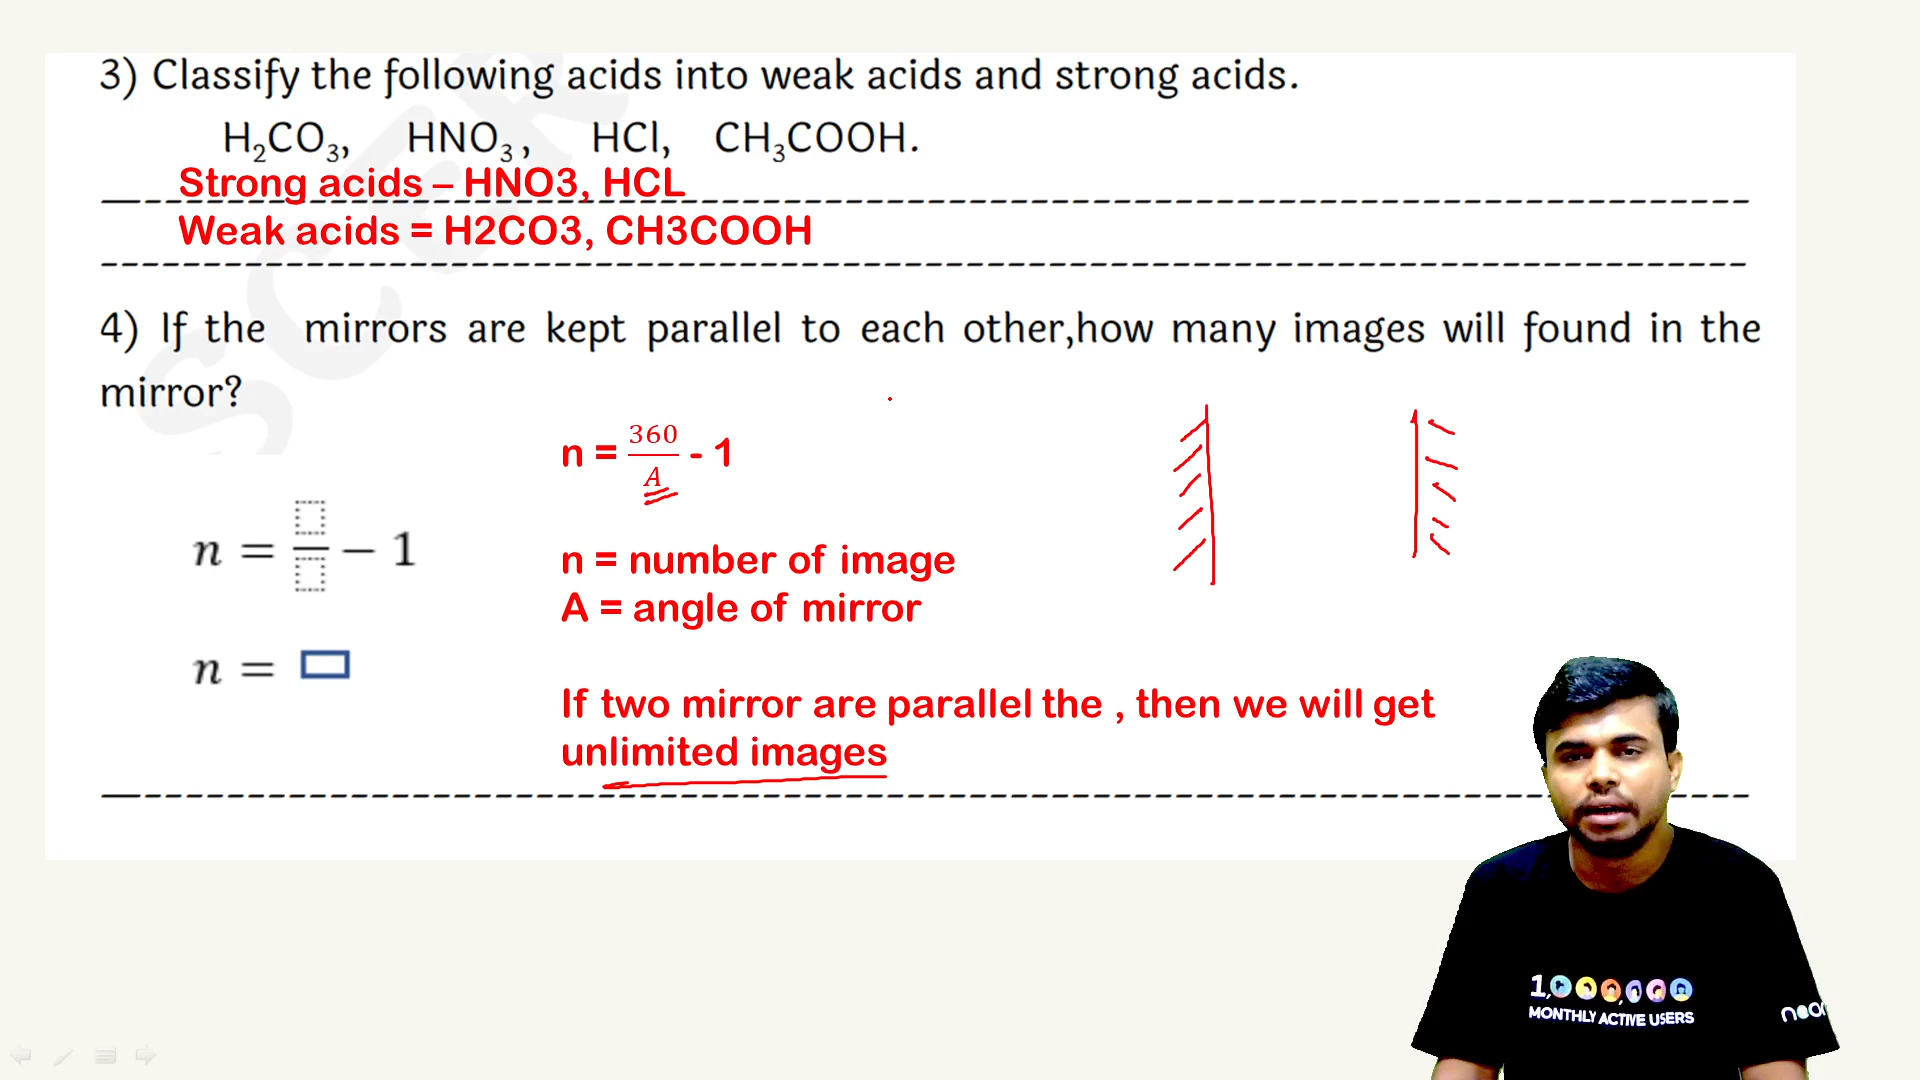 3) Classify the following acids into weak acids and strong acids.
H₂CO₃, HNO₃, HCl, CH₃COOH.
Strong acids – HNO3, HCL
Weak acids = H2CO3, CH3COOH
4) If the mirrors are kept parallel to each other,how many images will found in the
mirror?
n = 360/A - 1
n = □/□ − 1
n = number of image
A = angle of mirror
n = □
If two mirror are parallel the , then we will get
unlimited images
MONTHLY ACTIVE USERS